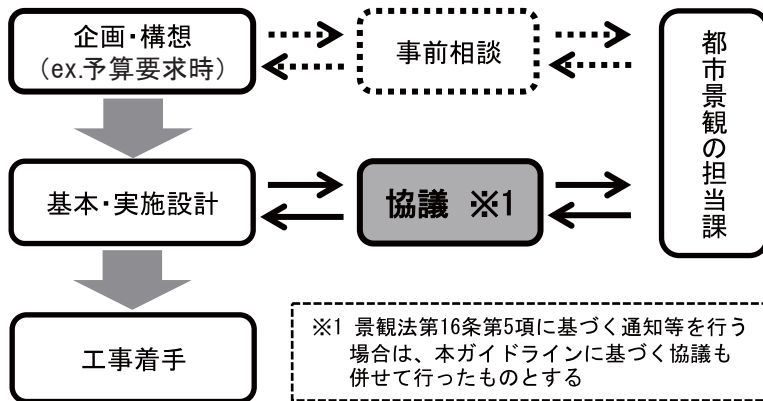 企画・構想
（ex.予算要求時）
事前相談
都市景観の担当課
基本・実施設計
協議 ※1
工事着手
※1 景観法第16条第5項に基づく通知等を行う
場合は、本ガイドラインに基づく協議も
併せて行ったものとする